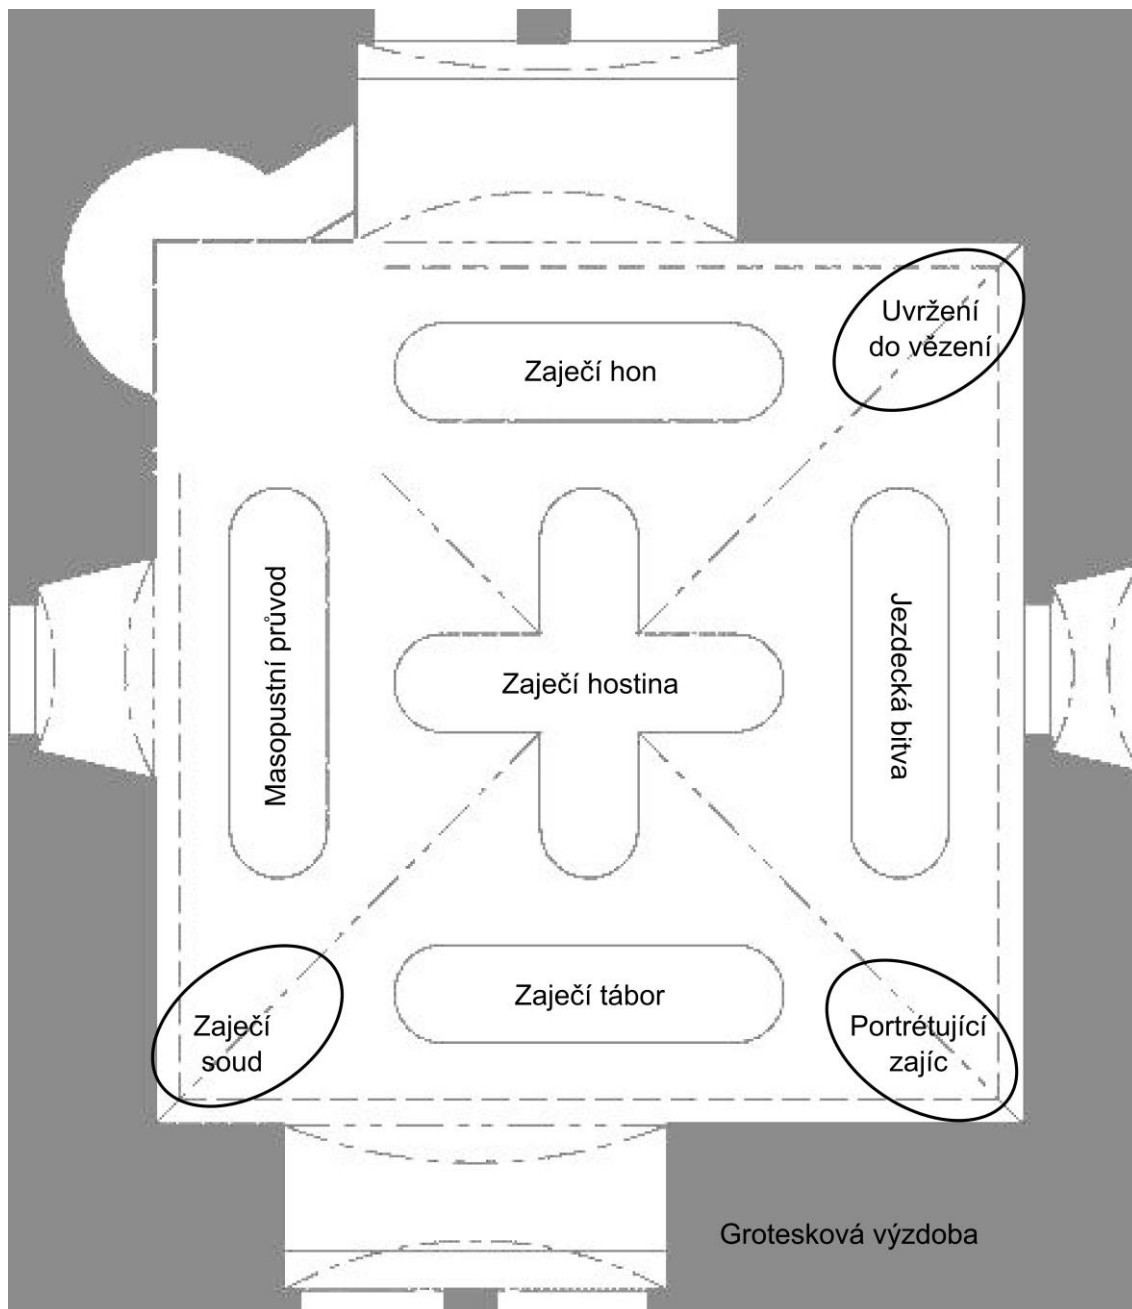 Uvržení
do vězení
Zaječí hon
Masopustní průvod
Zaječí hostina
Jezdecká bitva
Zaječí
soud
Zaječí tábor
Portrétující
zajíc
Grotesková výzdoba